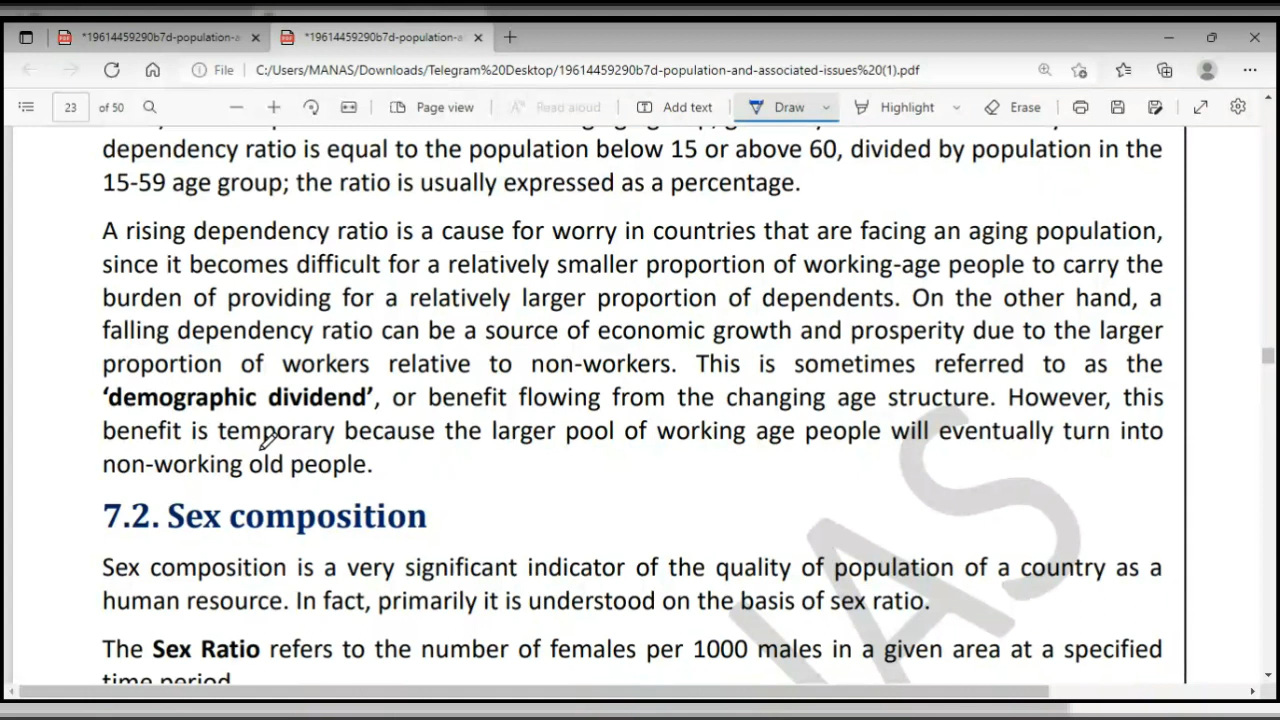 *19614459290b7d-population-a
*19614459290b7d-population-a
File C:/Users/MANAS/Downloads/Telegram%20Desktop/19614459290b7d-population-and-associated-issues%20(1).pdf
23 of 50 Page view Read aloud Add text Draw Highlight Erase
dependency ratio is equal to the population below 15 or above 60, divided by population in the
15-59 age group; the ratio is usually expressed as a percentage.
A rising dependency ratio is a cause for worry in countries that are facing an aging population,
since it becomes difficult for a relatively smaller proportion of working-age people to carry the
burden of providing for a relatively larger proportion of dependents. On the other hand, a
falling dependency ratio can be a source of economic growth and prosperity due to the larger
proportion of workers relative to non-workers. This is sometimes referred to as the
‘demographic dividend’, or benefit flowing from the changing age structure. However, this
benefit is temporary because the larger pool of working age people will eventually turn into
non-working old people.
7.2. Sex composition
Sex composition is a very significant indicator of the quality of population of a country as a
human resource. In fact, primarily it is understood on the basis of sex ratio.
The Sex Ratio refers to the number of females per 1000 males in a given area at a specified
time period.
IAS